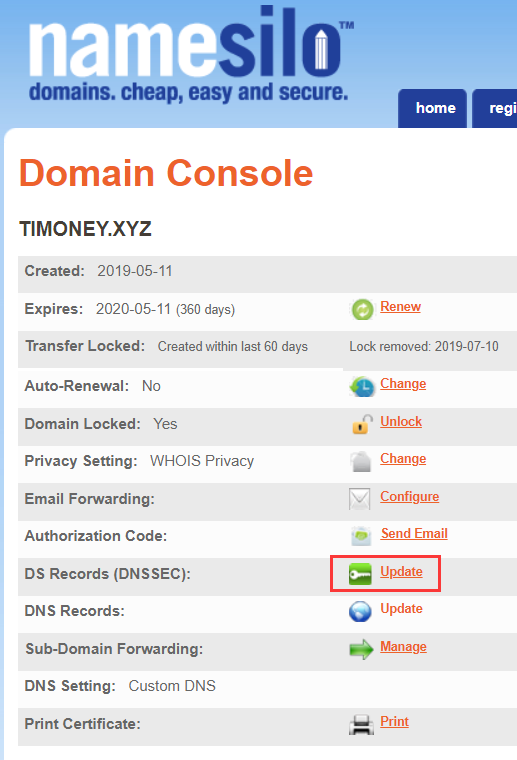 namesilo™
domains. cheap, easy and secure.
home regi
Domain Console
TIMONEY.XYZ
Created: 2019-05-11
Expires: 2020-05-11 (360 days) Renew
Transfer Locked: Created within last 60 days Lock removed: 2019-07-10
Auto-Renewal: No Change
Domain Locked: Yes Unlock
Privacy Setting: WHOIS Privacy Change
Email Forwarding: Configure
Authorization Code: Send Email
DS Records (DNSSEC): Update
DNS Records: Update
Sub-Domain Forwarding: Manage
DNS Setting: Custom DNS
Print Certificate: Print